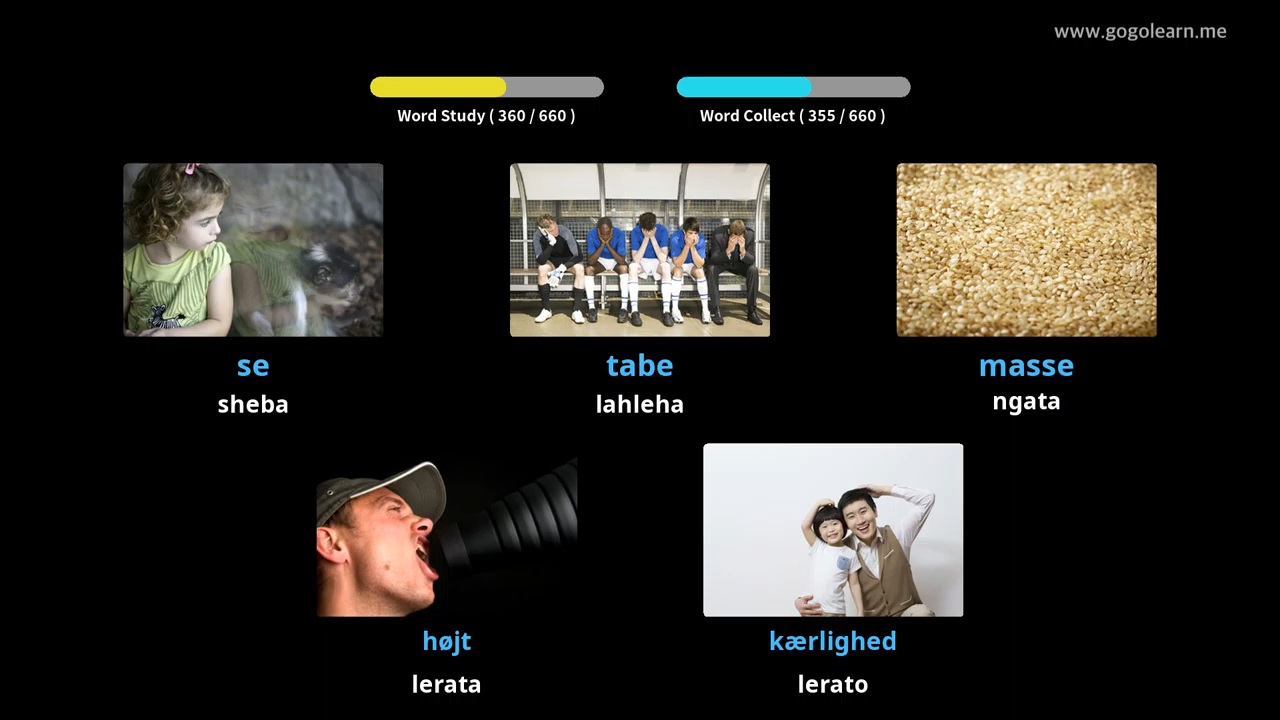 www.gogolearn.me
Word Study ( 360 / 660 )
Word Collect ( 355 / 660 )
se
sheba
tabe
lahleha
masse
ngata
højt
lerata
kærlighed
lerato